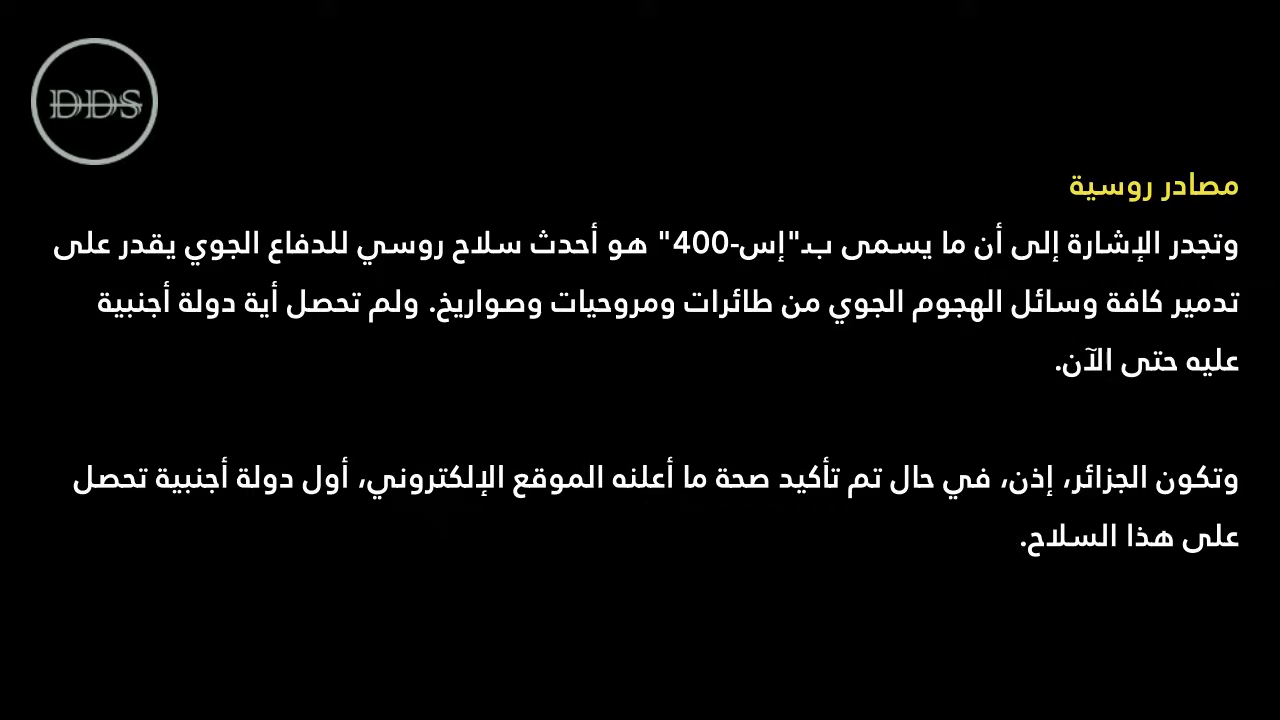 DDS
مصادر روسية
وتجدر الإشارة إلى أن ما يسمى بـ"إس-400" هو أحدث سلاح روسي للدفاع الجوي يقدر على
تدمير كافة وسائل الهجوم الجوي من طائرات ومروحيات وصواريخ. ولم تحصل أية دولة أجنبية
عليه حتى الآن.
وتكون الجزائر، إذن، في حال تم تأكيد صحة ما أعلنه الموقع الإلكتروني، أول دولة أجنبية تحصل
على هذا السلاح.